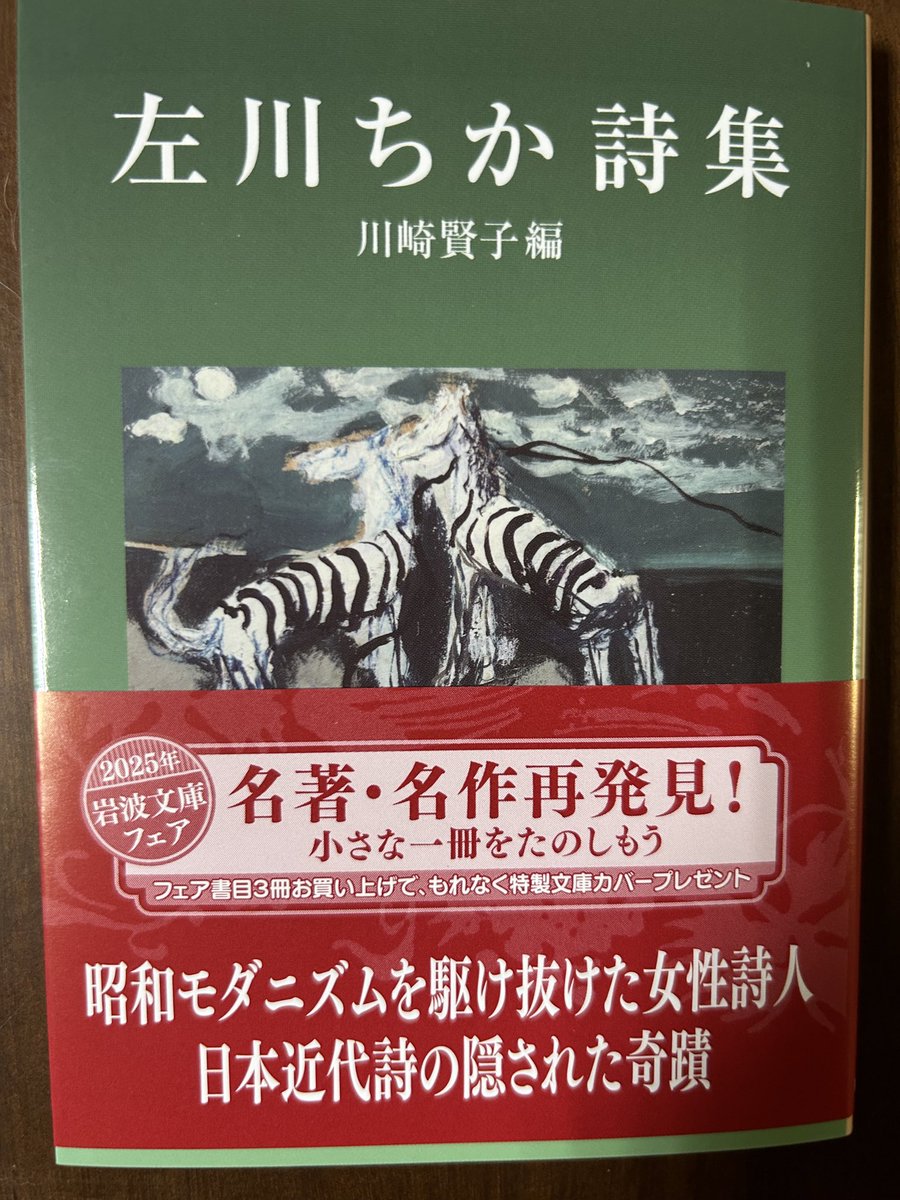 左川ちか 詩集
川崎賢子編
2025年
岩波文庫
フェア
名著・名作再発見!
小さな一冊をたのしもう
フェア書目3冊お買い上げで、もれなく特製文庫カバープレゼント
昭和モダニズムを駆け抜けた女性詩人
日本近代詩の隠された奇蹟